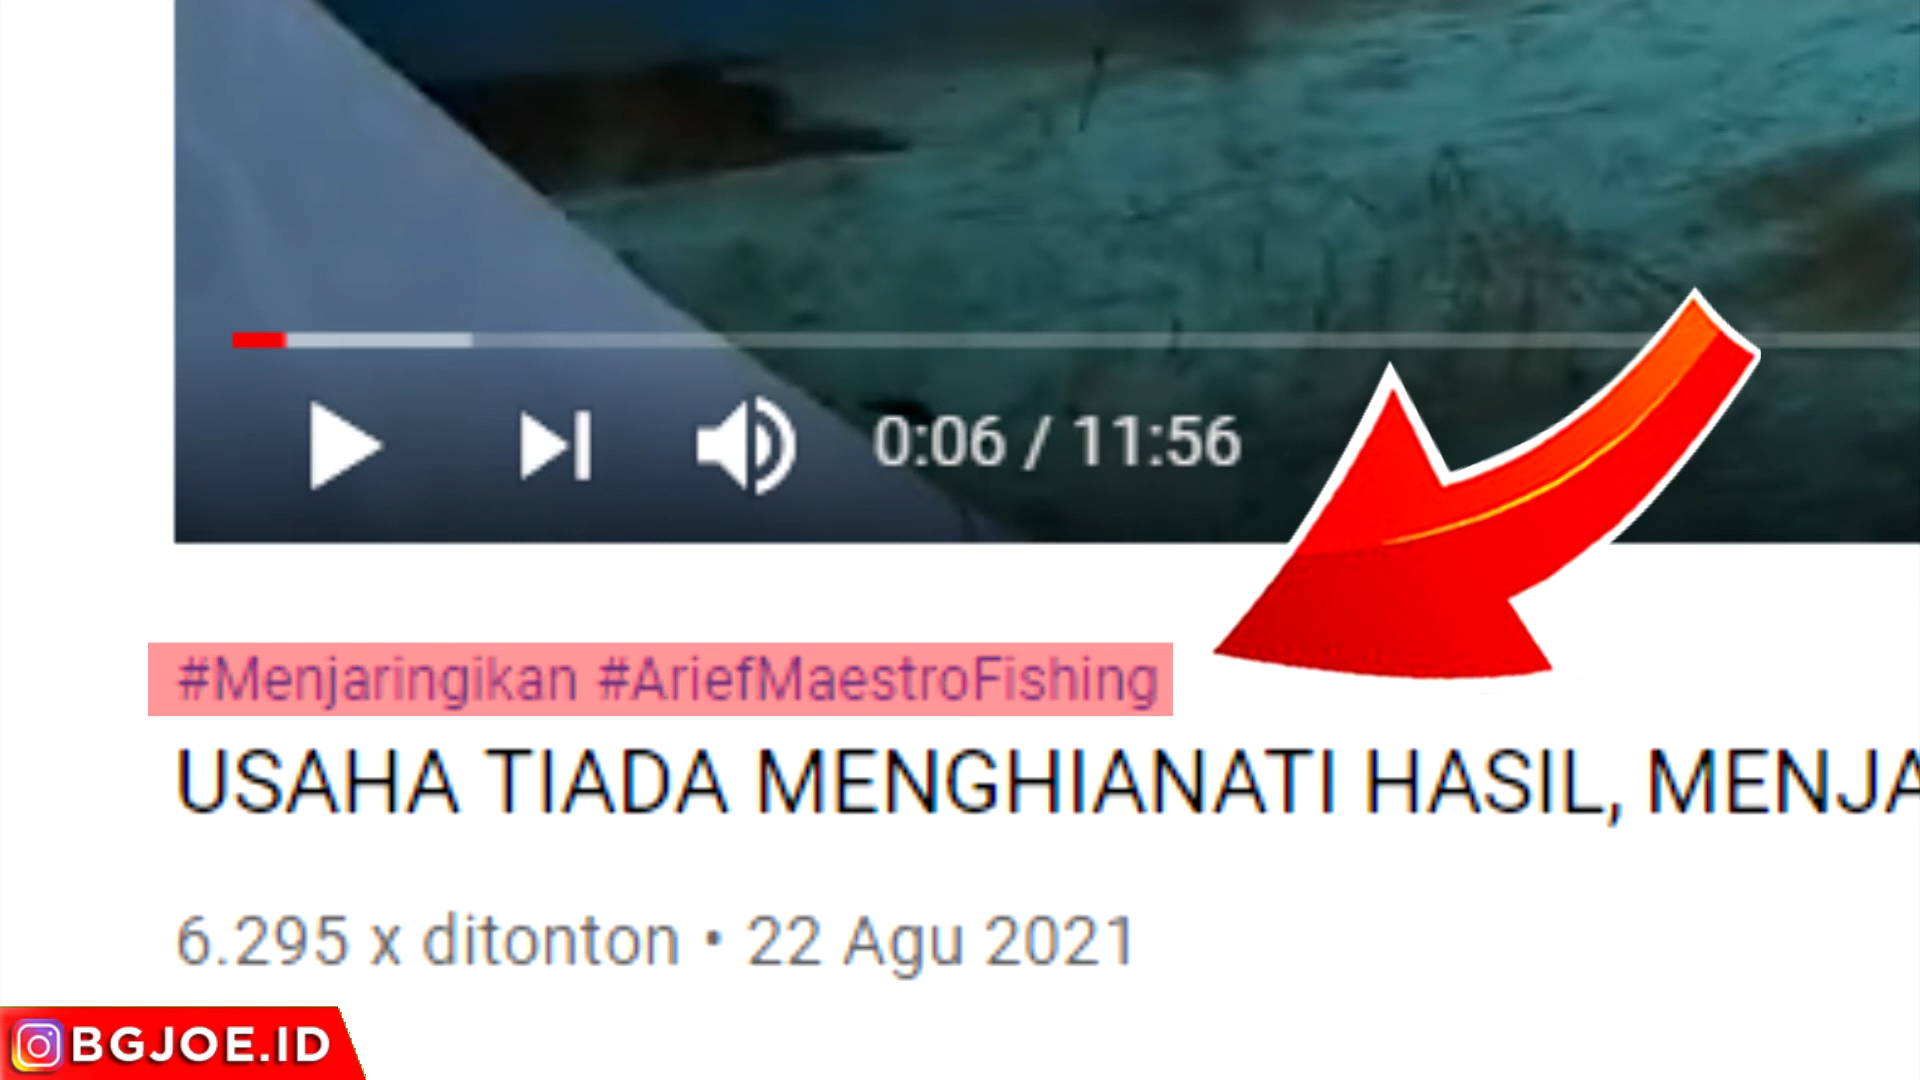 0:06 / 11:56
#Menjaringikan #AriefMaestroFishing
USAHA TIADA MENGHIANATI HASIL, MENJA
6.295 x ditonton • 22 Agu 2021
BGJOE.ID